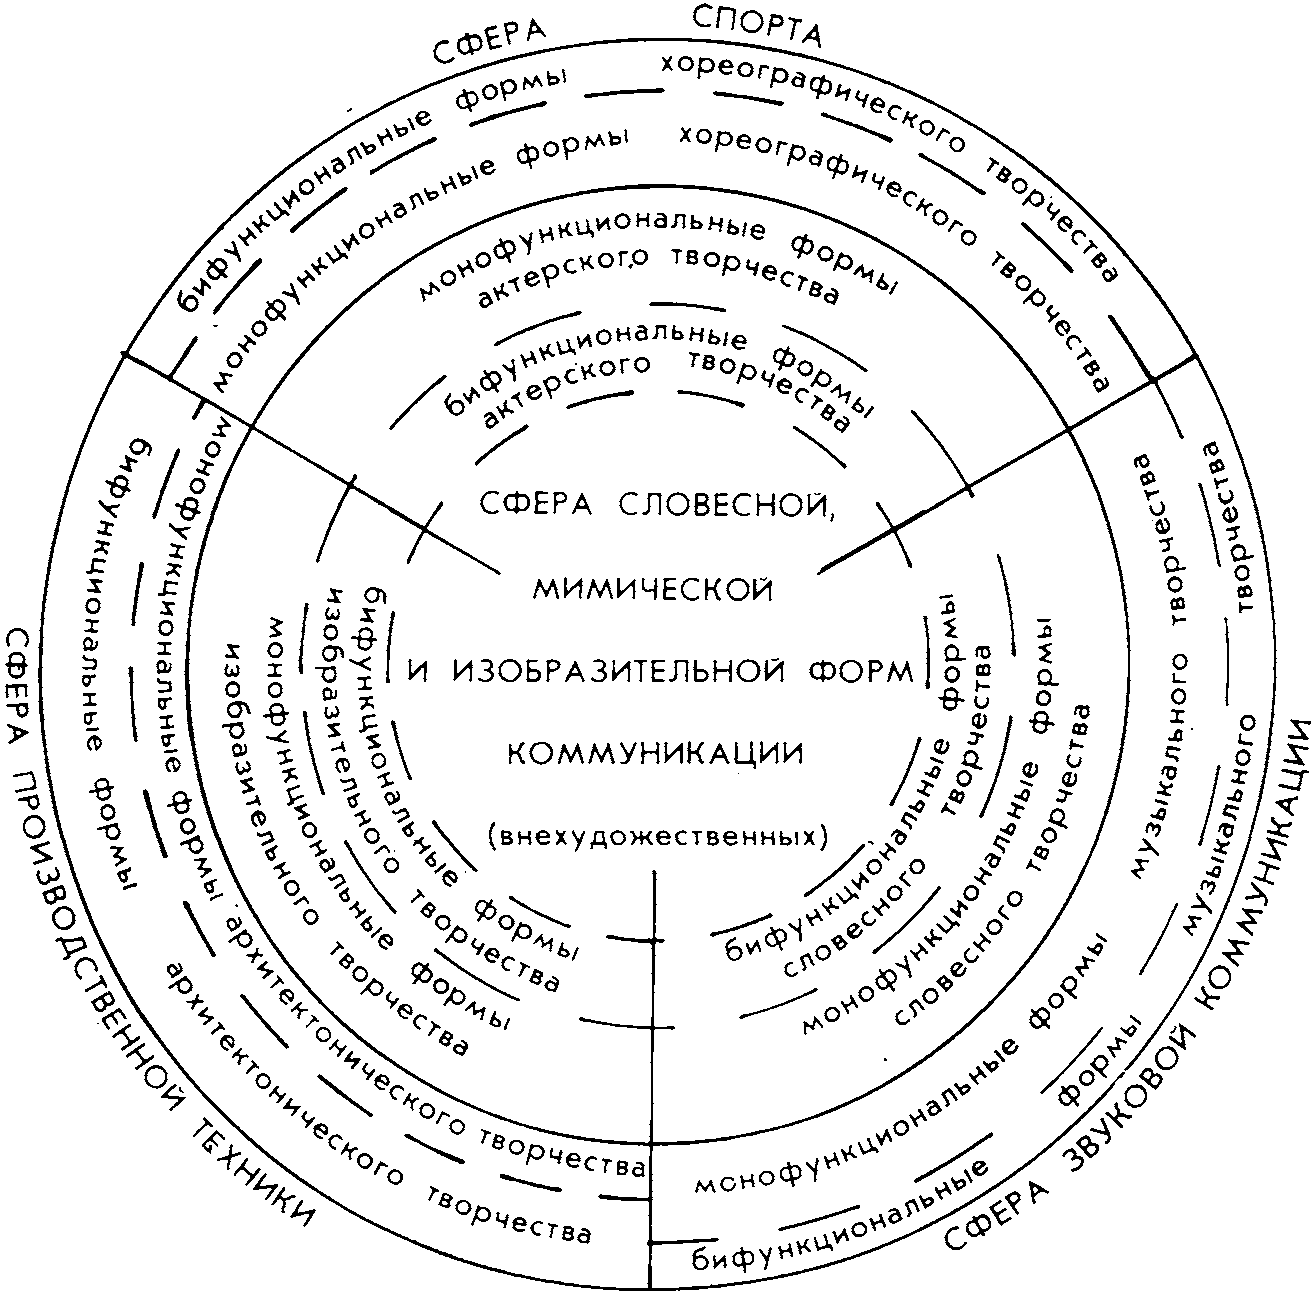 СФЕРА СПОРТА
бифункциональные формы хореографического творчества
монофункциональные формы хореографического творчества
монофункциональные формы
актерского творчества
бифункциональные формы
актерского творчества
СФЕРА СЛОВЕСНОЙ,
МИМИЧЕСКОЙ
И ИЗОБРАЗИТЕЛЬНОЙ ФОРМ
КОММУНИКАЦИИ
(внехудожественных)
бифункциональные формы
изобразительного творчества
монофункциональные формы
изобразительного творчества
монофункциональные формы архитектонического творчества
бифункциональные формы архитектонического творчества
СФЕРА ПРОИЗВОДСТВЕННОЙ ТЕХНИКИ
бифункциональные формы
словесного творчества
монофункциональные формы
словесного творчества
монофункциональные формы музыкального творчества
бифункциональные формы музыкального творчества
СФЕРА ЗВУКОВОЙ КОММУНИКАЦИИ